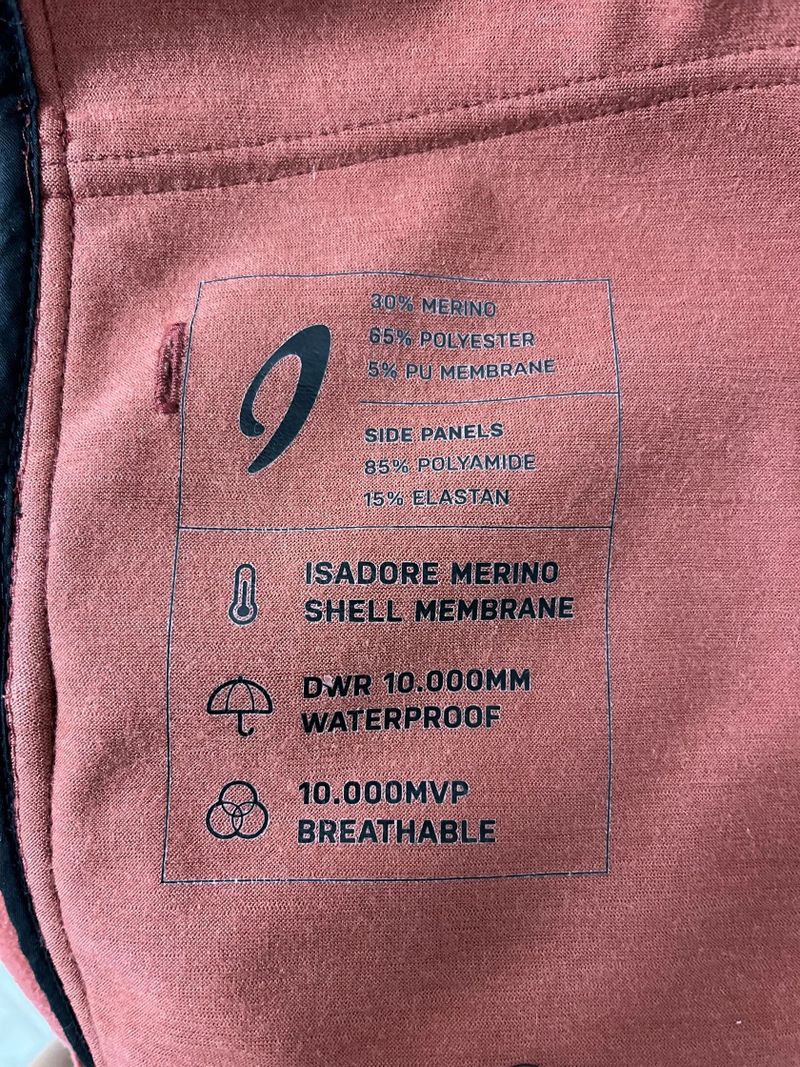 30% MERINO
65% POLYESTER
5% PU MEMBRANE
SIDE PANELS
85% POLYAMIDE
15% ELASTAN
ISADORE MERINO
SHELL MEMBRANE
DWR 10.000MM
WATERPROOF
10.000MVP
BREATHABLE